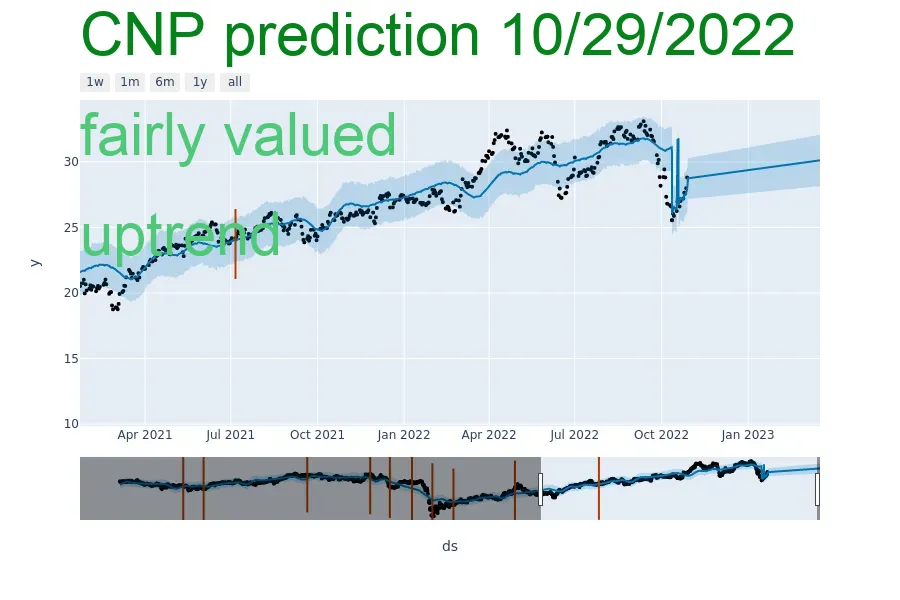 CNP prediction 10/29/2022
1w 1m 6m 1y all
fairly valued
30
uptrend
25
y
20
15
10
Apr 2021 Jul 2021 Oct 2021 Jan 2022 Apr 2022 Jul 2022 Oct 2022 Jan 2023
ds